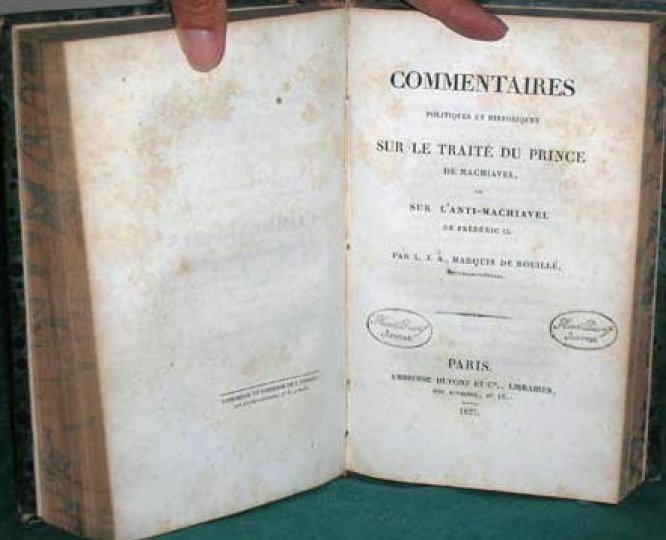 COMMENTAIRES
POLITIQUES ET HISTORIQUES
SUR LE TRAITÉ DU PRINCE
DE MACHIAVEL,
ET
SUR L'ANTI-MACHIAVEL
DE FRÉDÉRIC II.
PAR L. J. A., MARQUIS DE BOUILLÉ,
PARIS.
AMBROISE DUPONT ET Cie., LIBRAIRES,
1827.